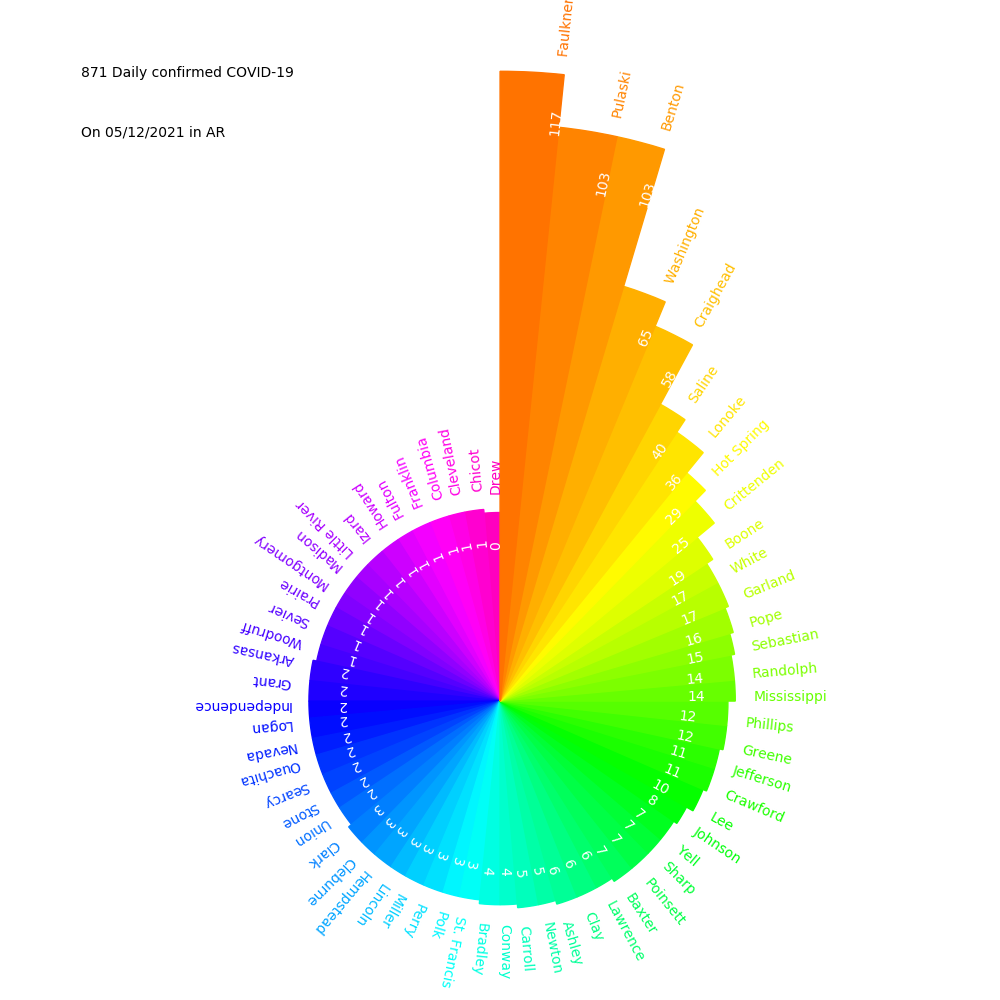 871 Daily confirmed COVID-19
On 05/12/2021 in AR
Faulkner
Pulaski
Benton
Washington
Craighead
Saline
Lonoke
Hot Spring
Crittenden
Boone
White
Garland
Pope
Sebastian
Randolph
Mississippi
Phillips
Greene
Jefferson
Crawford
Lee
Johnson
Yell
Sharp
Poinsett
Baxter
Lawrence
Clay
Ashley
Newton
Carroll
Conway
Bradley
St. Francis
Polk
Perry
Miller
Lincoln
Hempstead
Cleburne
Clark
Union
Stone
Searcy
Ouachita
Nevada
Logan
Independence
Grant
Arkansas
Woodruff
Sevier
Prairie
Montgomery
Madison
Little River
Izard
Howard
Fulton
Franklin
Columbia
Cleveland
Chicot
Drew
117
103
103
65
58
40
36
29
25
19
17
17
16
15
14
14
12
12
11
11
10
8
7
7
7
6
6
6
5
5
4
4
3
3
3
3
3
3
3
3
2
2
2
2
2
2
2
2
2
1
1
1
1
1
1
1
1
1
1
1
1
1
0